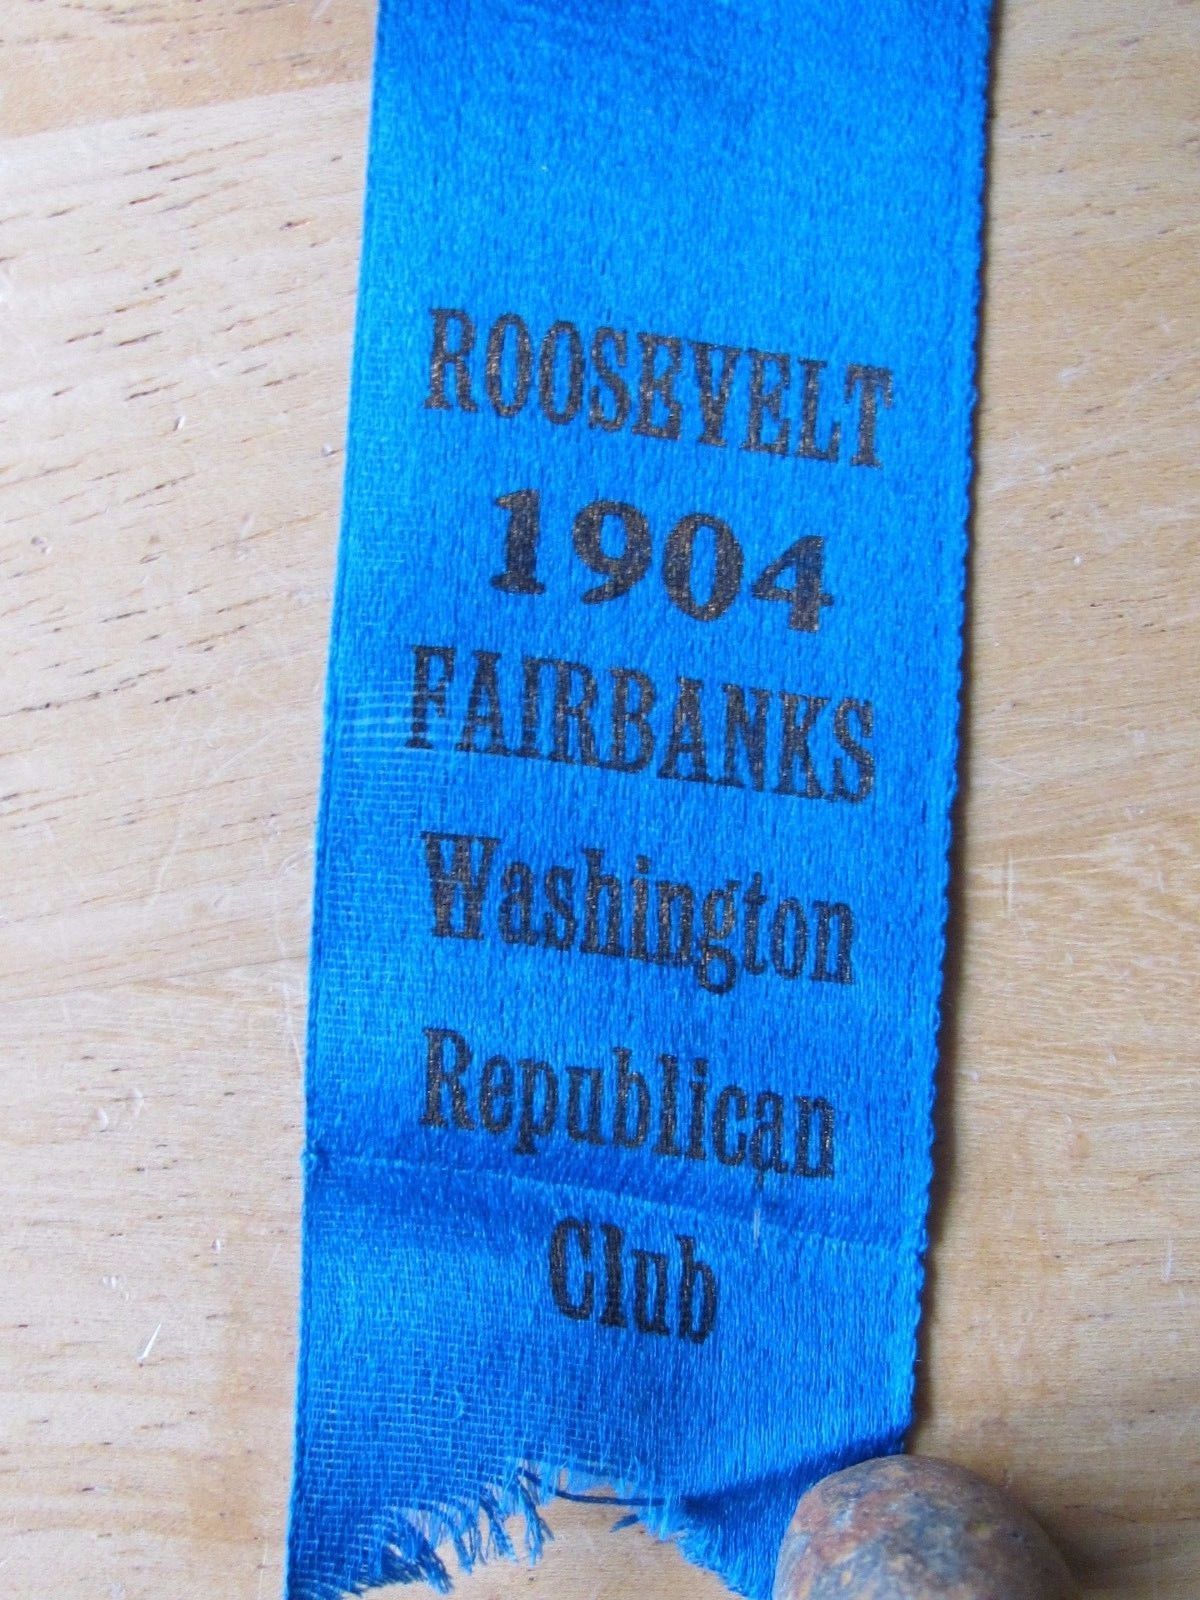 ROOSEVELT
1904
FAIRBANKS
Washington
Republican
Club